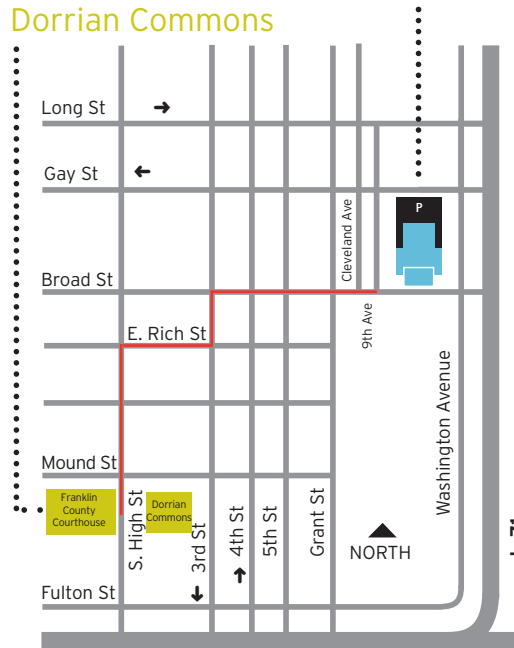 Dorrian Commons
Long St
Gay St
P
Cleveland Ave
Broad St
9th Ave
E. Rich St
Washington Avenue
Mound St
Franklin
County
Courthouse
Dorrian
Commons
S. High St
3rd St
4th St
5th St
Grant St
NORTH
Fulton St